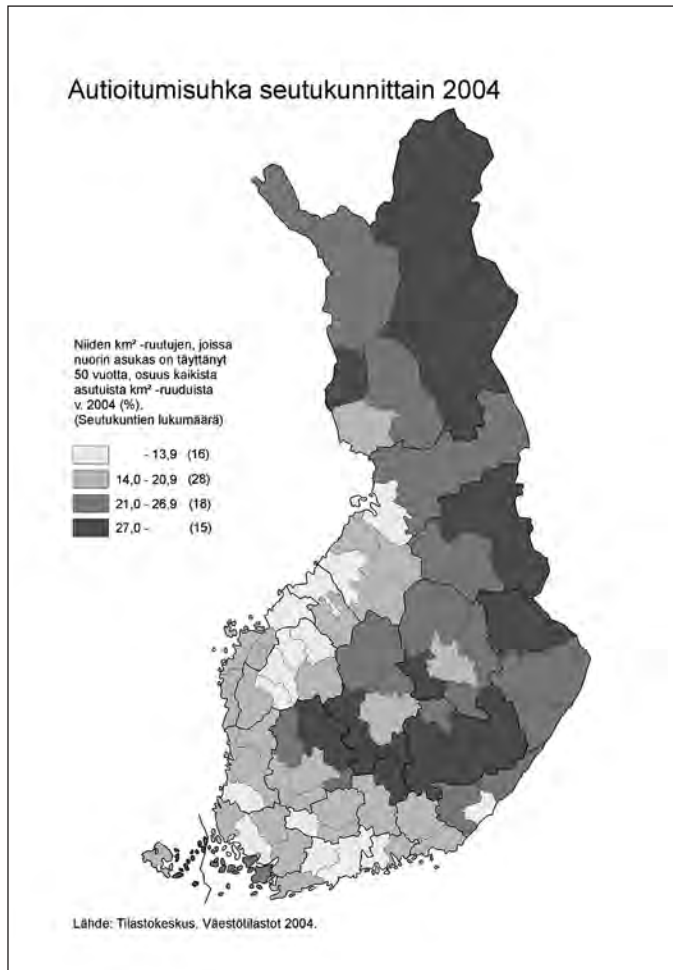 Autioitumisuhka seutukunnittain 2004
Niiden km² -ruutujen, joissa
nuorin asukas on täyttänyt
50 vuotta, osuus kaikista
asutuista km² -ruuduista
v. 2004 (%).
(Seutukuntien lukumäärä)
- 13,9 (16)
14,0 - 20,9 (28)
21,0 - 26,9 (18)
27,0 - (15)
Lähde: Tilastokeskus, Väestötilastot 2004.